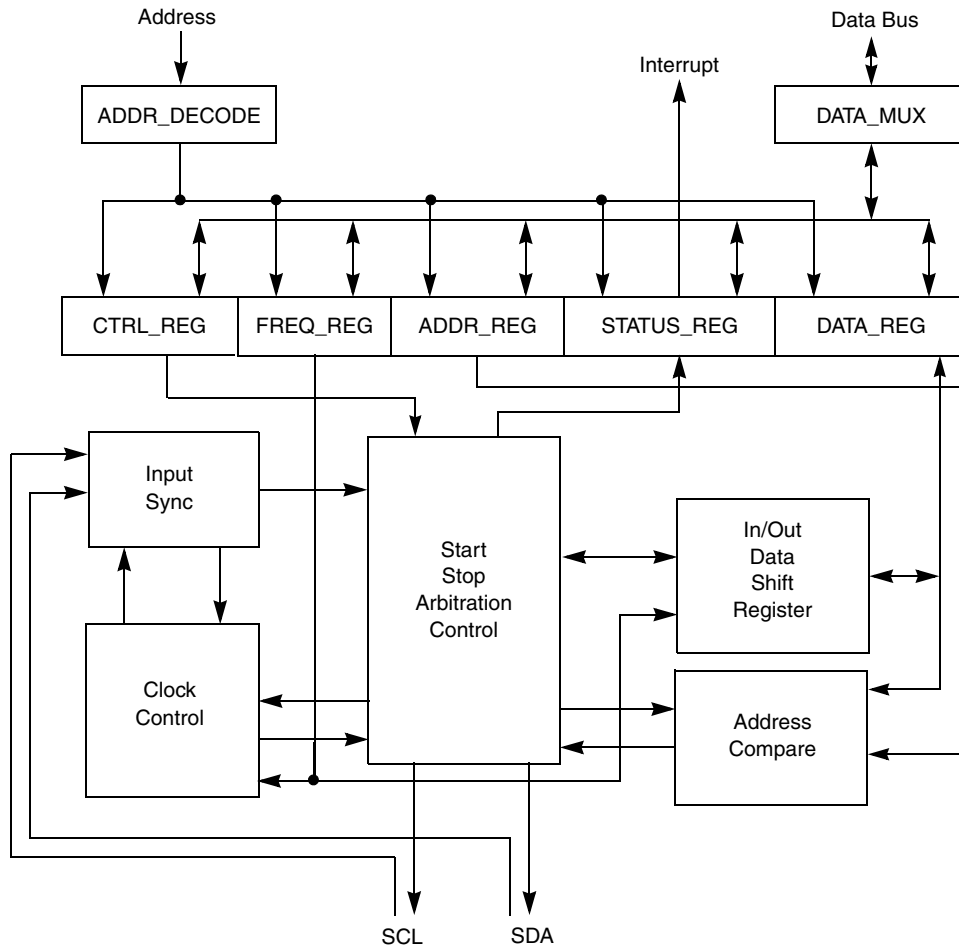 Address
Data Bus
Interrupt
ADDR_DECODE
DATA_MUX
CTRL_REG
FREQ_REG
ADDR_REG
STATUS_REG
DATA_REG
Input
Sync
Start
Stop
Arbitration
Control
In/Out
Data
Shift
Register
Clock
Control
Address
Compare
SCL
SDA